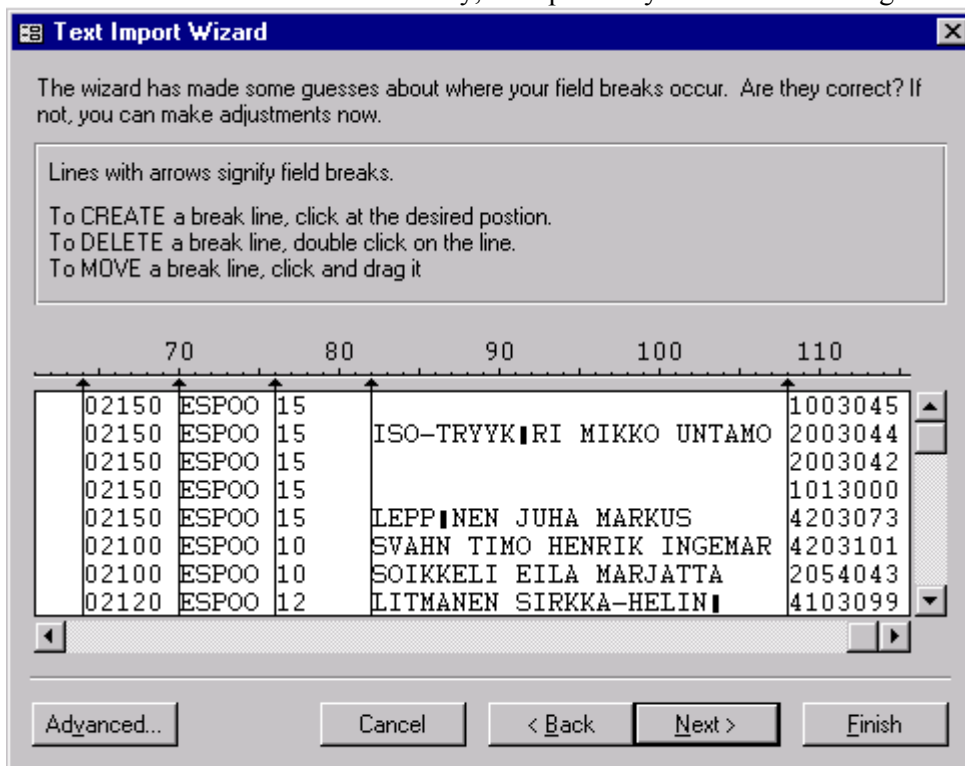 Text Import Wizard
The wizard has made some guesses about where your field breaks occur. Are they correct? If
not, you can make adjustments now.
Lines with arrows signify field breaks.
To CREATE a break line, click at the desired postion.
To DELETE a break line, double click on the line.
To MOVE a break line, click and drag it
70 80 90 100 110
02150 ESPOO 15 1003045
02150 ESPOO 15 ISO-TRYYK▮RI MIKKO UNTAMO 2003044
02150 ESPOO 15 2003042
02150 ESPOO 15 1013000
02150 ESPOO 15 LEPP▮NEN JUHA MARKUS 4203073
02100 ESPOO 10 SVAHN TIMO HENRIK INGEMAR 4203101
02100 ESPOO 10 SOIKKELI EILA MARJATTA 2054043
02120 ESPOO 12 LITMANEN SIRKKA-HELIN▮ 4103099
Advanced... Cancel < Back Next > Finish